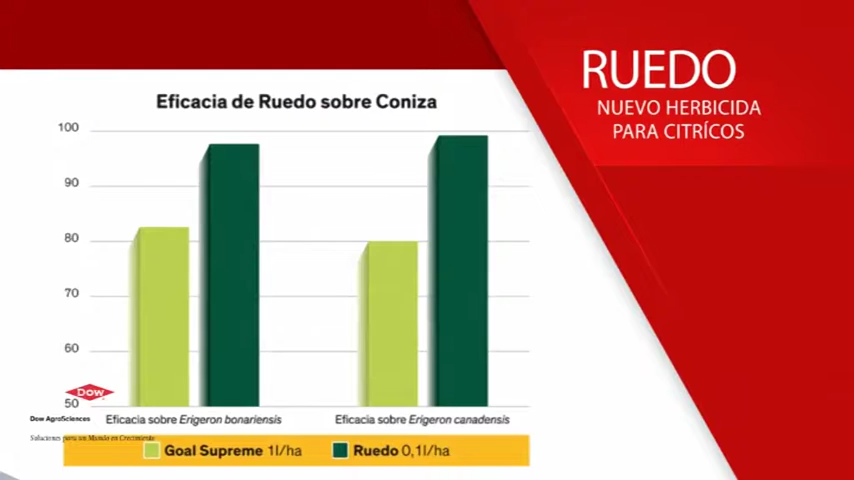 RUEDO
NUEVO HERBICIDA
PARA CITRÍCOS
Eficacia de Ruedo sobre Coniza
100
90
80
70
60
50
Dow
Dow AgroSciences
Soluciones para un Mundo en Crecimiento
Eficacia sobre Erigeron bonariensis
Eficacia sobre Erigeron canadensis
Goal Supreme 1l/ha
Ruedo 0,1l/ha